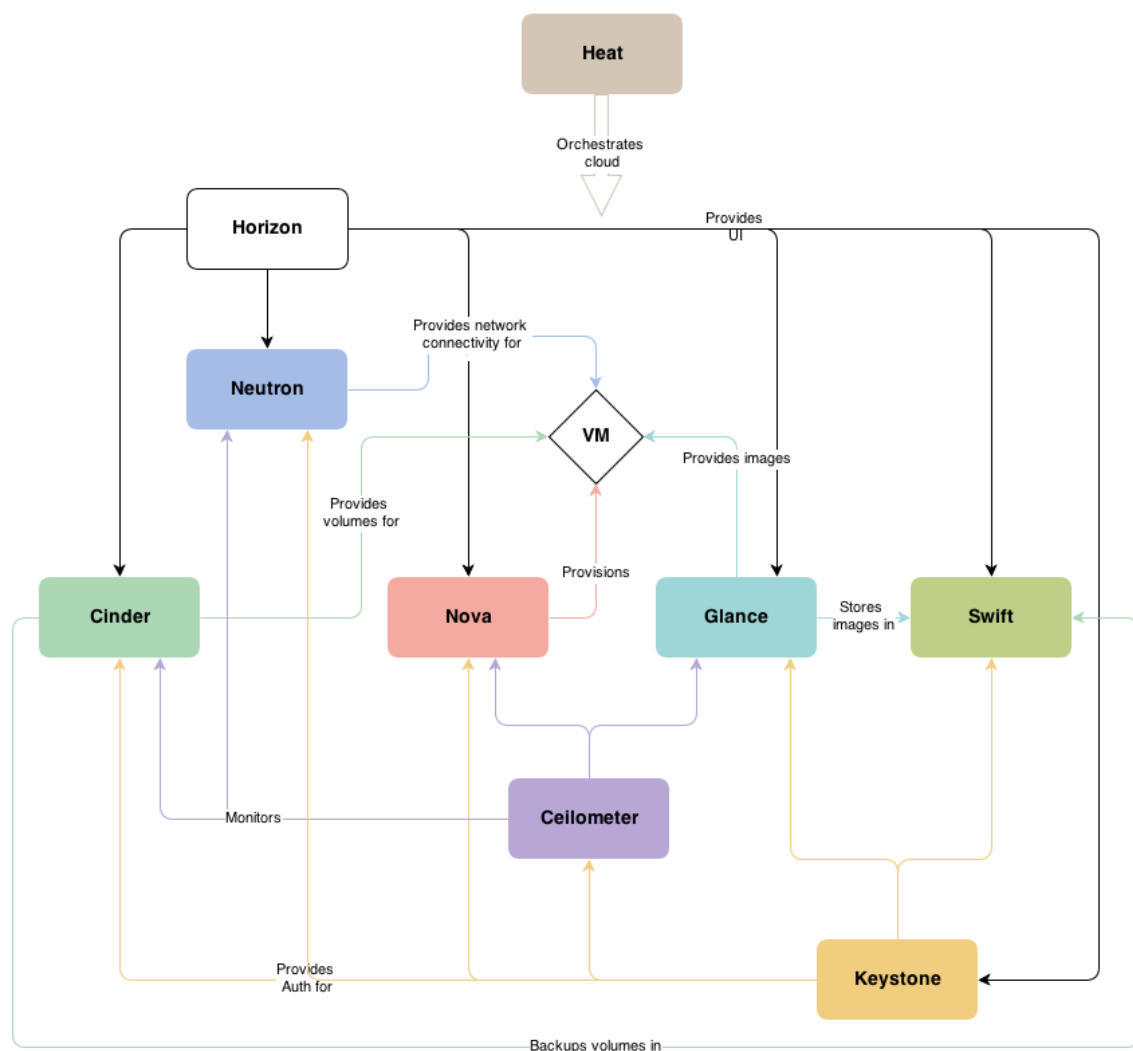 Heat
Orchestrates
cloud
Provides
UI
Horizon
Provides network
connectivity for
Neutron
VM
Provides images
Provides
volumes for
Provisions
Cinder
Nova
Glance
Stores
images in
Swift
Monitors
Ceilometer
Provides
Auth for
Keystone
Backups volumes in